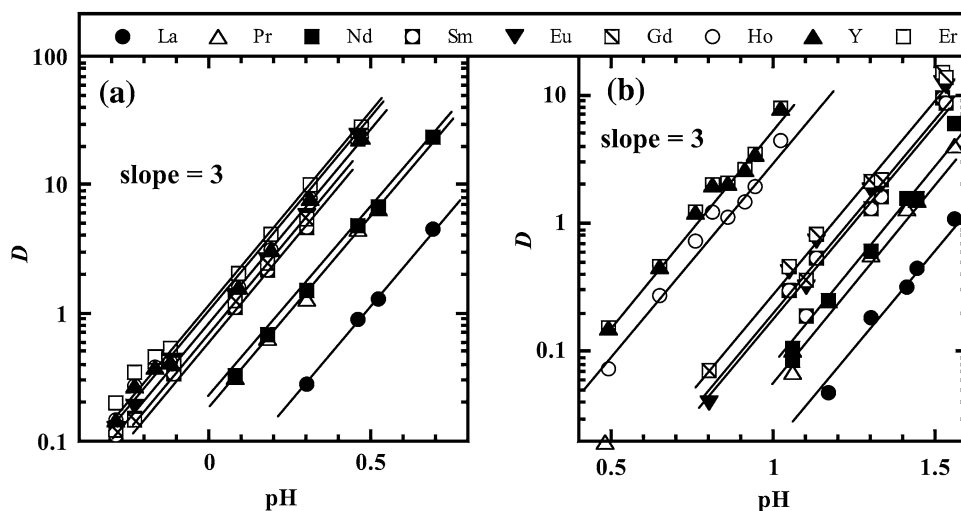 La Pr Nd Sm Eu Gd Ho Y Er
100
10
1
0.1
D
(a)
slope = 3
0 0.5
pH
10
1
0.1
D
(b)
slope = 3
0.5 1 1.5
pH